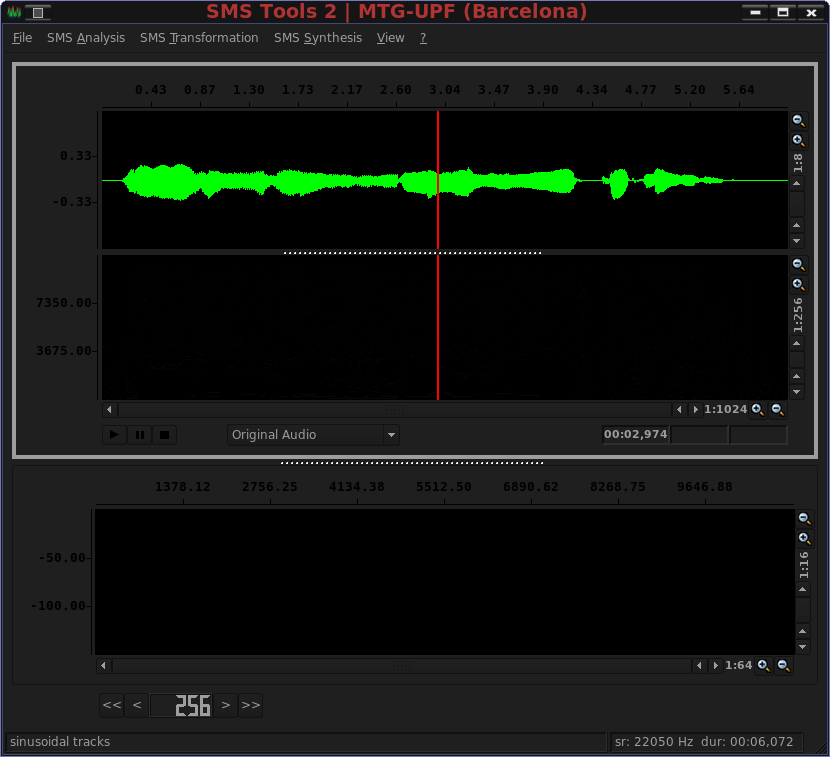 SMS Tools 2 | MTG-UPF (Barcelona)
File SMS Analysis SMS Transformation SMS Synthesis View ?
0.43 0.87 1.30 1.73 2.17 2.60 3.04 3.47 3.90 4.34 4.77 5.20 5.64
0.33
-0.33
1:8
7350.00
3675.00
1:256
1:1024
Original Audio 00:02,974
1378.12 2756.25 4134.38 5512.50 6890.62 8268.75 9646.88
-50.00
-100.00
1:16
1:64
<< < 256 > >>
sinusoidal tracks sr: 22050 Hz dur: 00:06,072